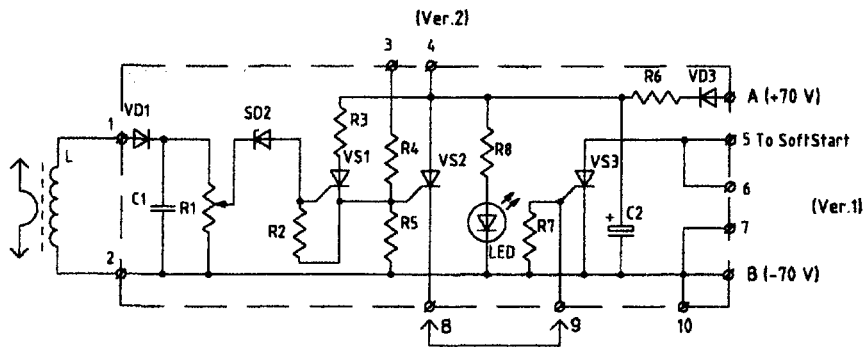 (Ver.2)
3 4
R6 VD3
A (+70 V)
VD1 SD2 R3
1
L
R4 R8
5 To SoftStart
VS1 VS2 VS3
C1 R1
6
(Ver.1)
R2 R5 R7 + C2
7
LED
2
B (-70 V)
8 9 10